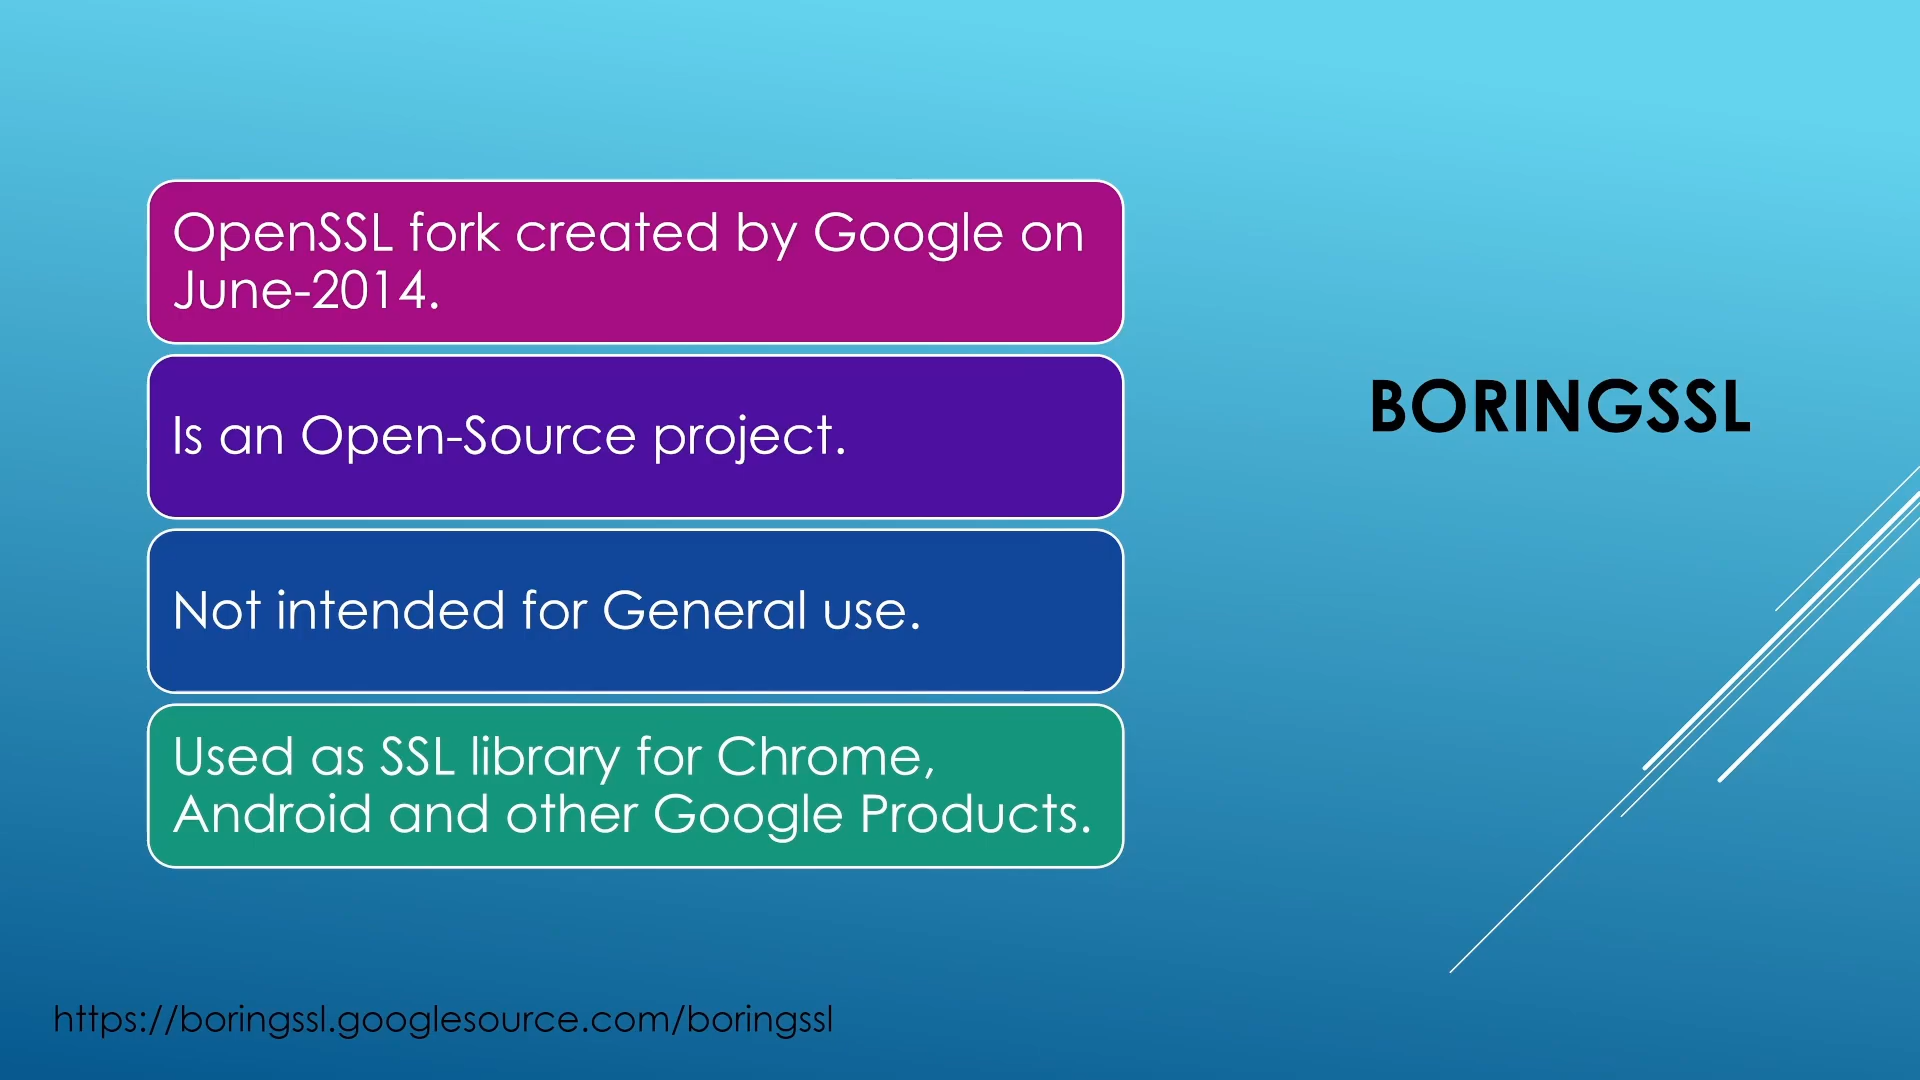 OpenSSL fork created by Google on
June-2014.
Is an Open-Source project.
Not intended for General use.
Used as SSL library for Chrome,
Android and other Google Products.
BORINGSSL
https://boringssl.googlesource.com/boringssl